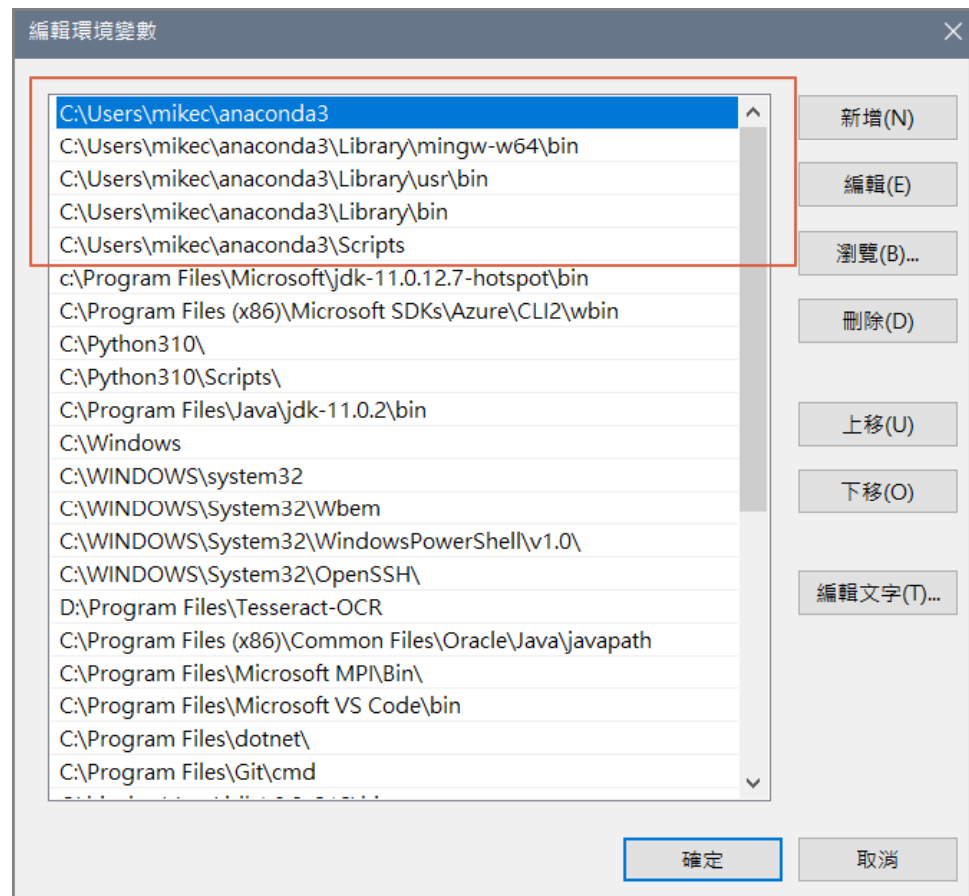 編輯環境變數
C:\Users\mikec\anaconda3
C:\Users\mikec\anaconda3\Library\mingw-w64\bin
C:\Users\mikec\anaconda3\Library\usr\bin
C:\Users\mikec\anaconda3\Library\bin
C:\Users\mikec\anaconda3\Scripts
c:\Program Files\Microsoft\jdk-11.0.12.7-hotspot\bin
C:\Program Files (x86)\Microsoft SDKs\Azure\CLI2\wbin
C:\Python310\
C:\Python310\Scripts\
C:\Program Files\Java\jdk-11.0.2\bin
C:\Windows
C:\WINDOWS\system32
C:\WINDOWS\System32\Wbem
C:\WINDOWS\System32\WindowsPowerShell\v1.0\
C:\WINDOWS\System32\OpenSSH\
D:\Program Files\Tesseract-OCR
C:\Program Files (x86)\Common Files\Oracle\Java\javapath
C:\Program Files\Microsoft MPI\Bin\
C:\Program Files\Microsoft VS Code\bin
C:\Program Files\dotnet\
C:\Program Files\Git\cmd
新增(N)
編輯(E)
瀏覽(B)...
刪除(D)
上移(U)
下移(O)
編輯文字(T)...
確定
取消